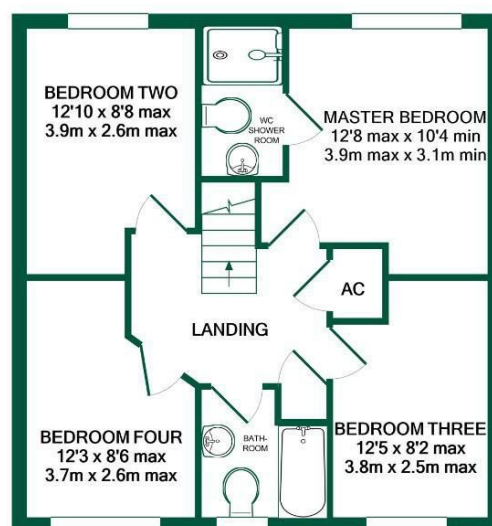 BEDROOM TWO
12'10 x 8'8 max
3.9m x 2.6m max
WC
SHOWER
ROOM
MASTER BEDROOM
12'8 max x 10'4 min
3.9m max x 3.1m min
AC
LANDING
BEDROOM FOUR
12'3 x 8'6 max
3.7m x 2.6m max
BATH-
ROOM
BEDROOM THREE
12'5 x 8'2 max
3.8m x 2.5m max